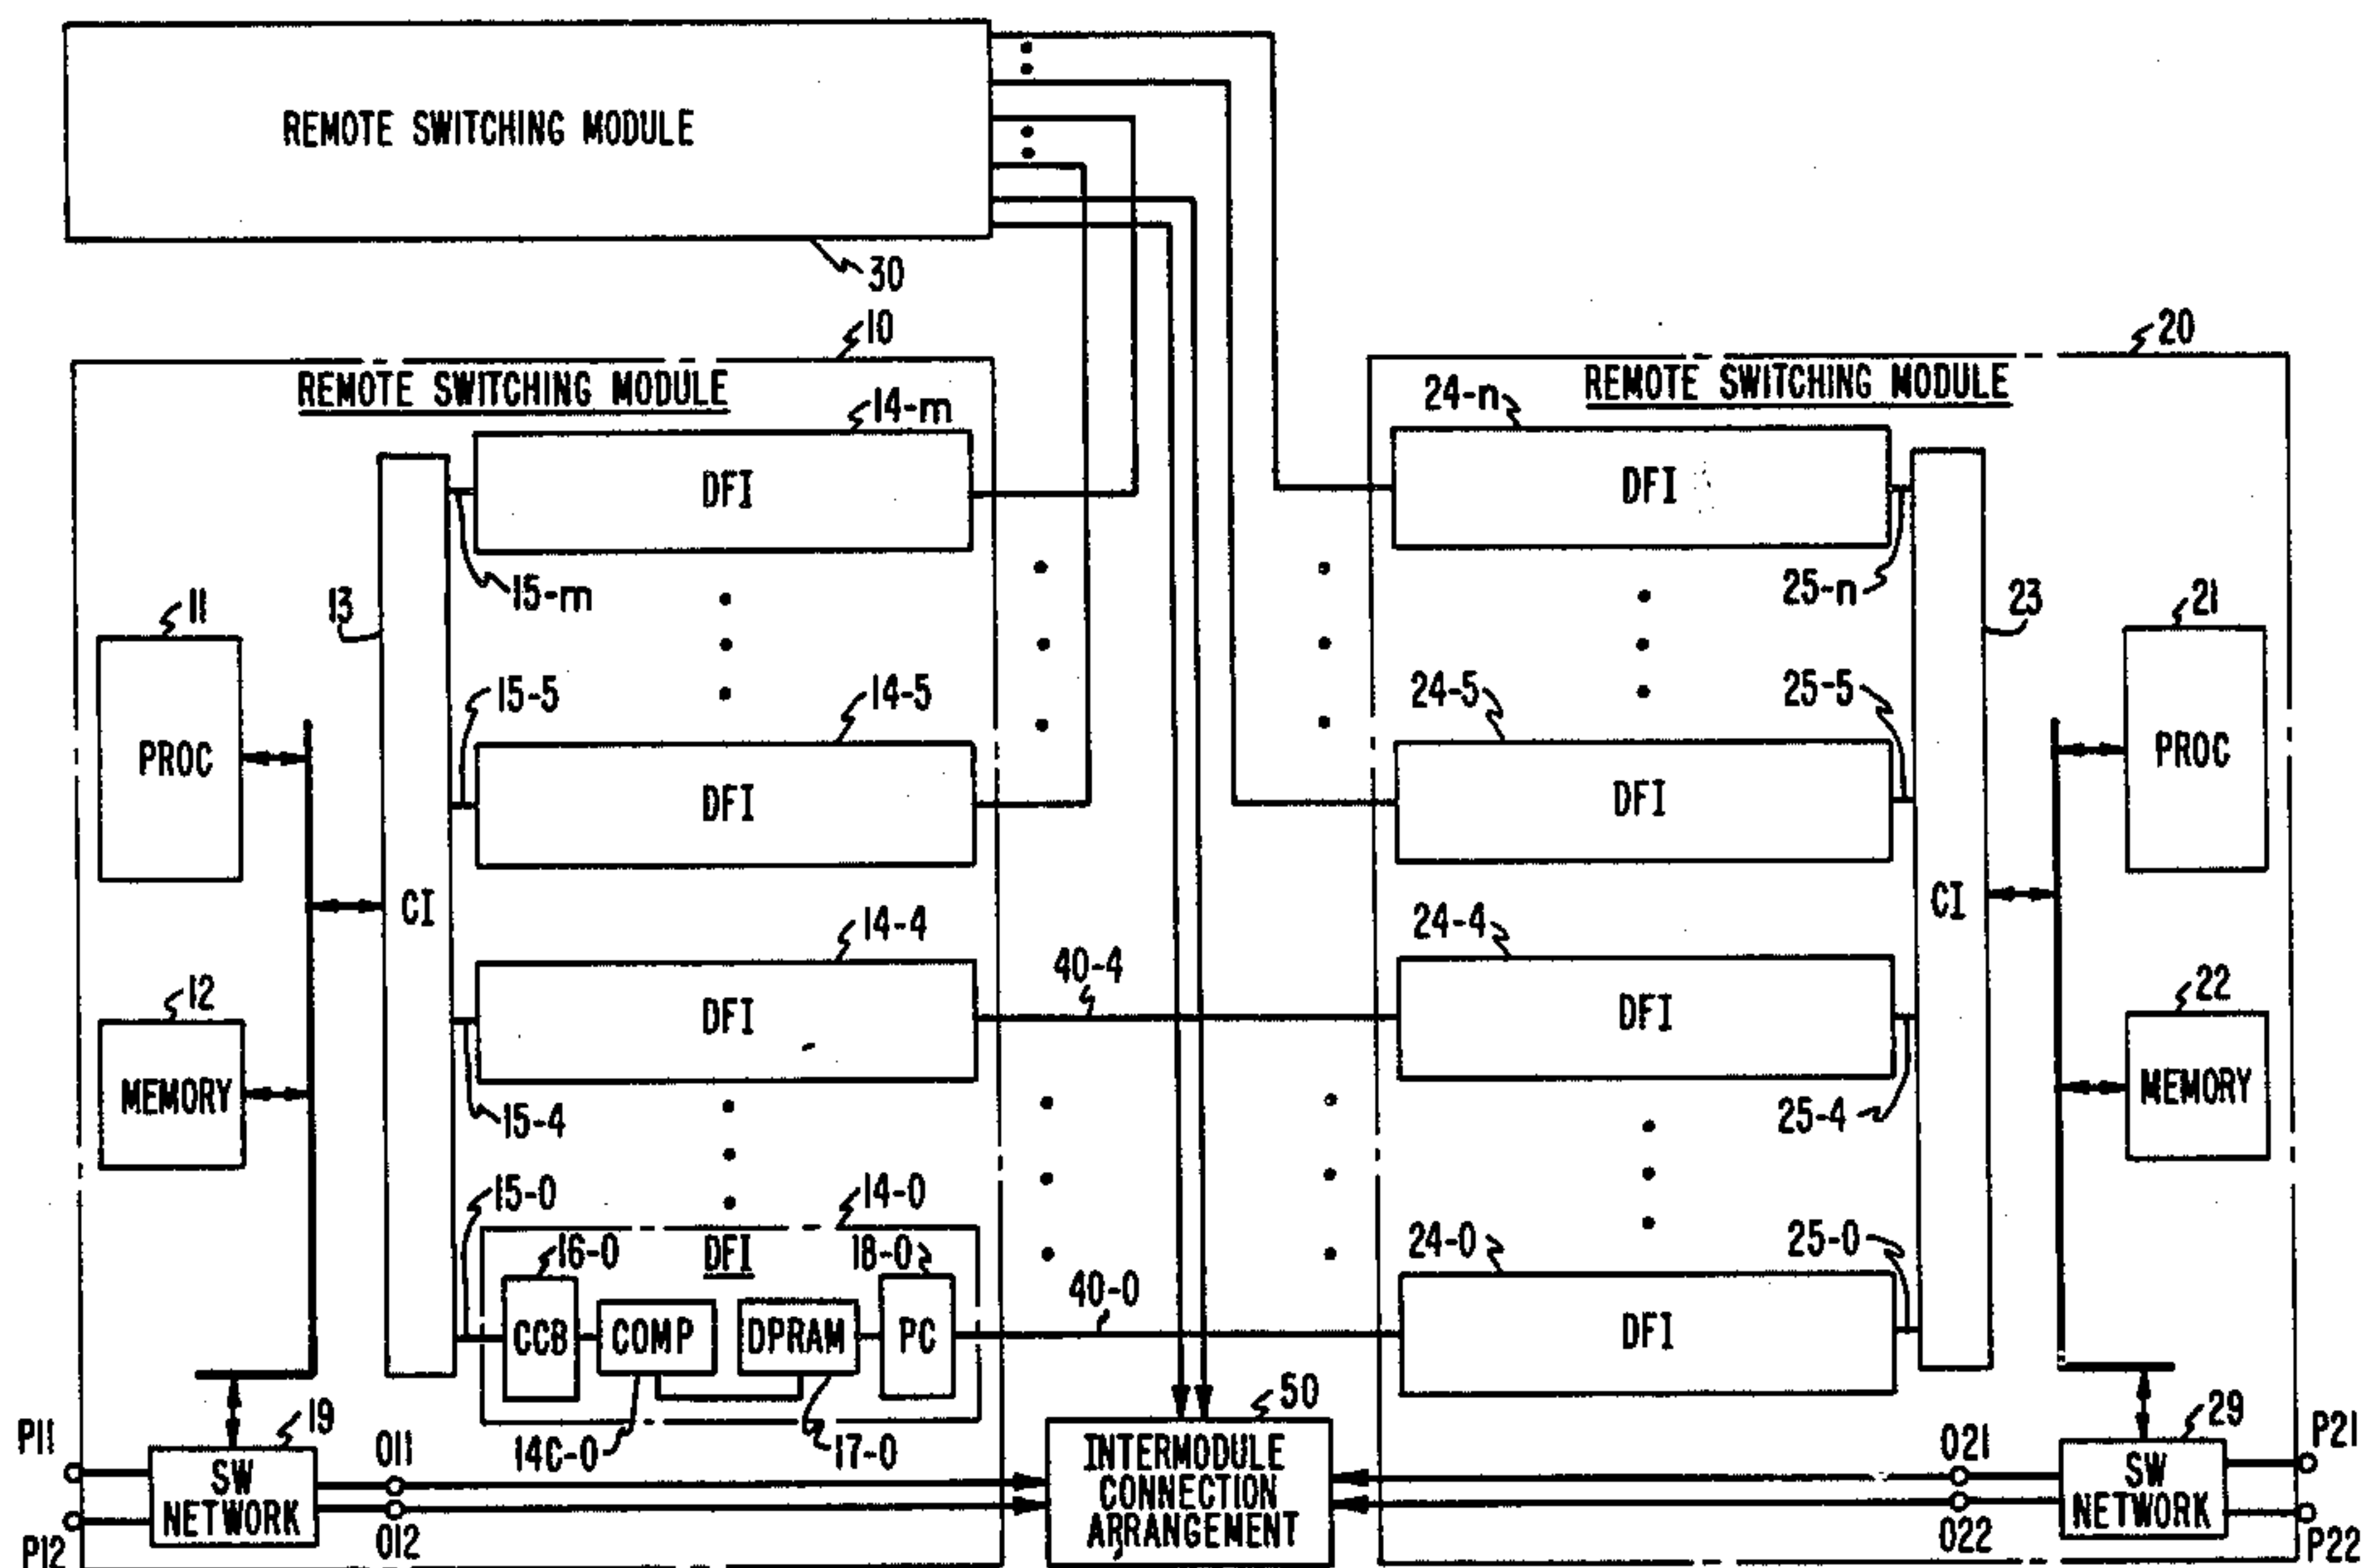 REMOTE SWITCHING MODULE
30
10
20
REMOTE SWITCHING MODULE
REMOTE SWITCHING MODULE
14-m
24-n
DFI
DFI
15-m
25-n
11
13
23
21
15-5
14-5
24-5
25-5
PROC
DFI
DFI
PROC
CI
CI
14-4
24-4
12
40-4
22
DFI
DFI
MEMORY
MEMORY
15-4
25-4
15-0
14-0
16-0
DFI
18-0
24-0
25-0
40-0
CCB
COMP
DPRAM
PC
DFI
50
P11
19
O11
14C-0
17-0
O21
29
P21
SW
NETWORK
INTERMODULE
CONNECTION
ARRANGEMENT
SW
NETWORK
P12
O12
O22
P22